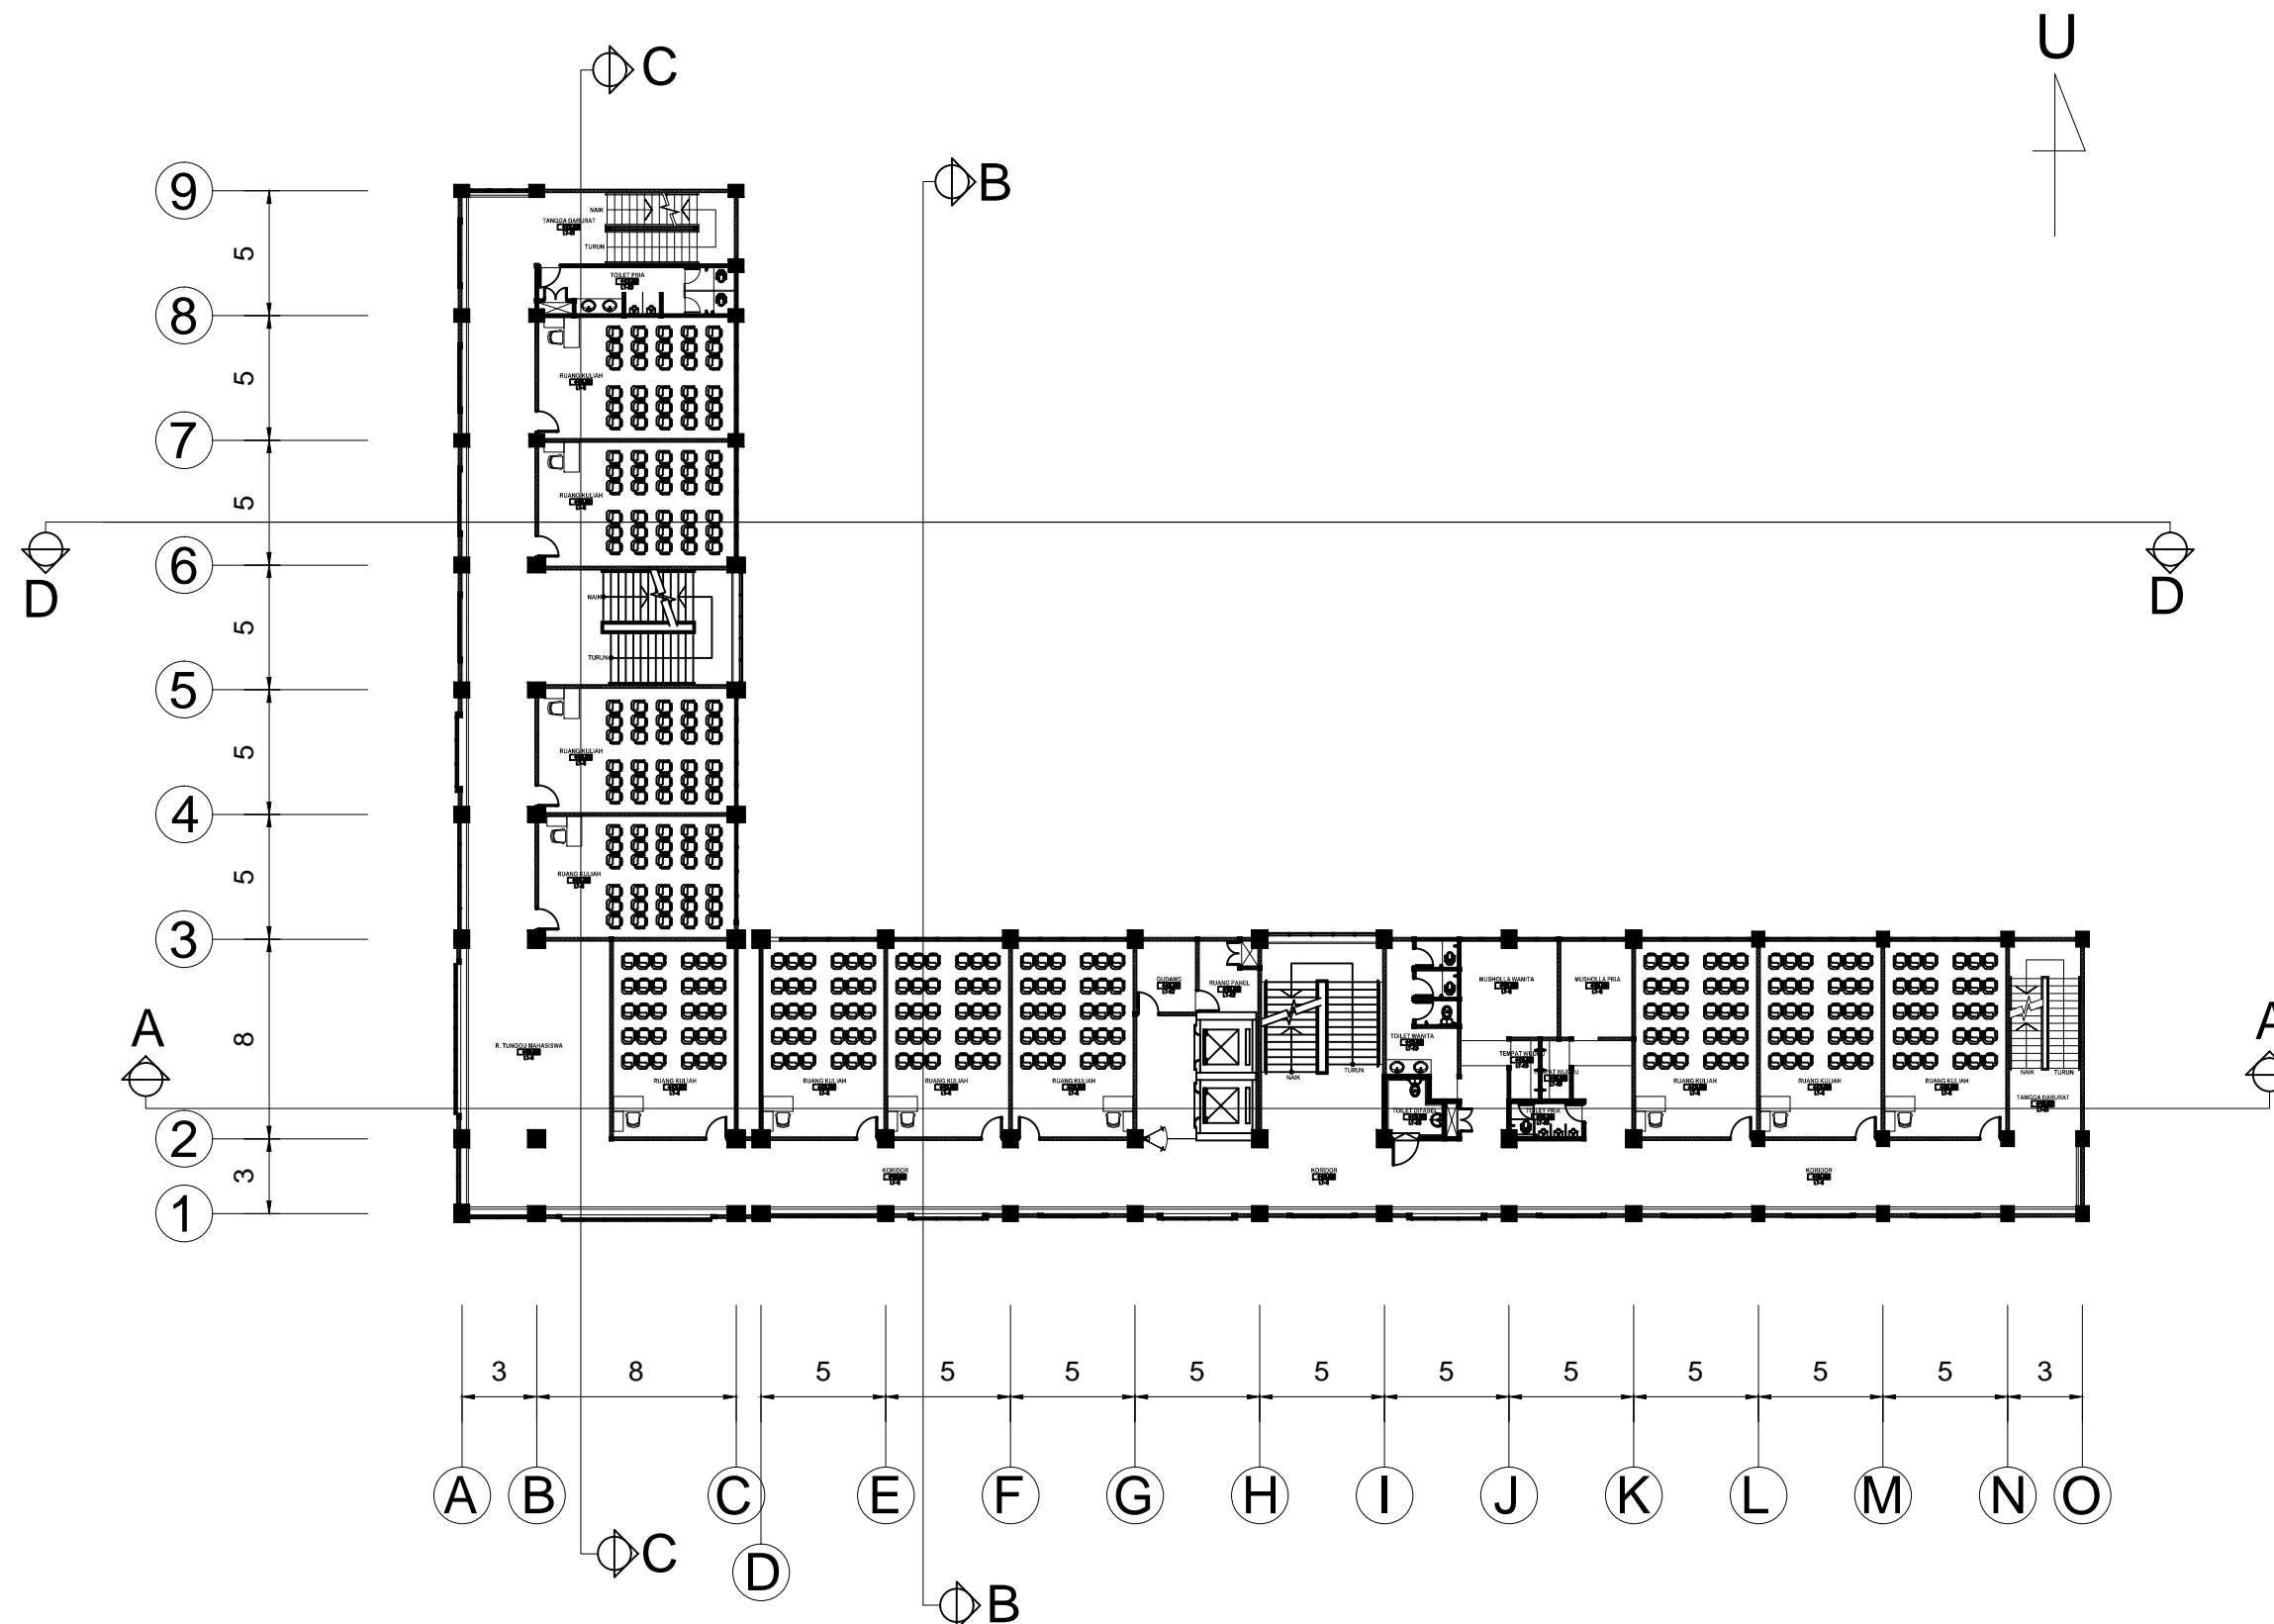 U
C
B
9
NAIK
TANGGA DARURAT
TURUN
5
TOILET PRIA
8
5
RUANG KULIAH
7
5
RUANG KULIAH
D
D
6
NAIK
5
TURUN
5
5
RUANG KULIAH
4
5
RUANG KULIAH
3
GUDANG
RUANG PANEL
MUSHOLLA WANITA
MUSHOLLA PRIA
A
A
8
R. TUNGGU MAHASISWA
TOILET WANITA
NAIK
TURUN
NAIK
TURUN
RUANG KULIAH
RUANG KULIAH
RUANG KULIAH
RUANG KULIAH
RUANG KULIAH
RUANG KULIAH
RUANG KULIAH
TANGGA DARURAT
TOILET DIFABEL
TOILET PRIA
2
3
KORIDOR
KORIDOR
KORIDOR
1
3 8 5 5 5 5 5 5 5 5 5 5 3
A B C E F G H I J K L M N O
D
C
B